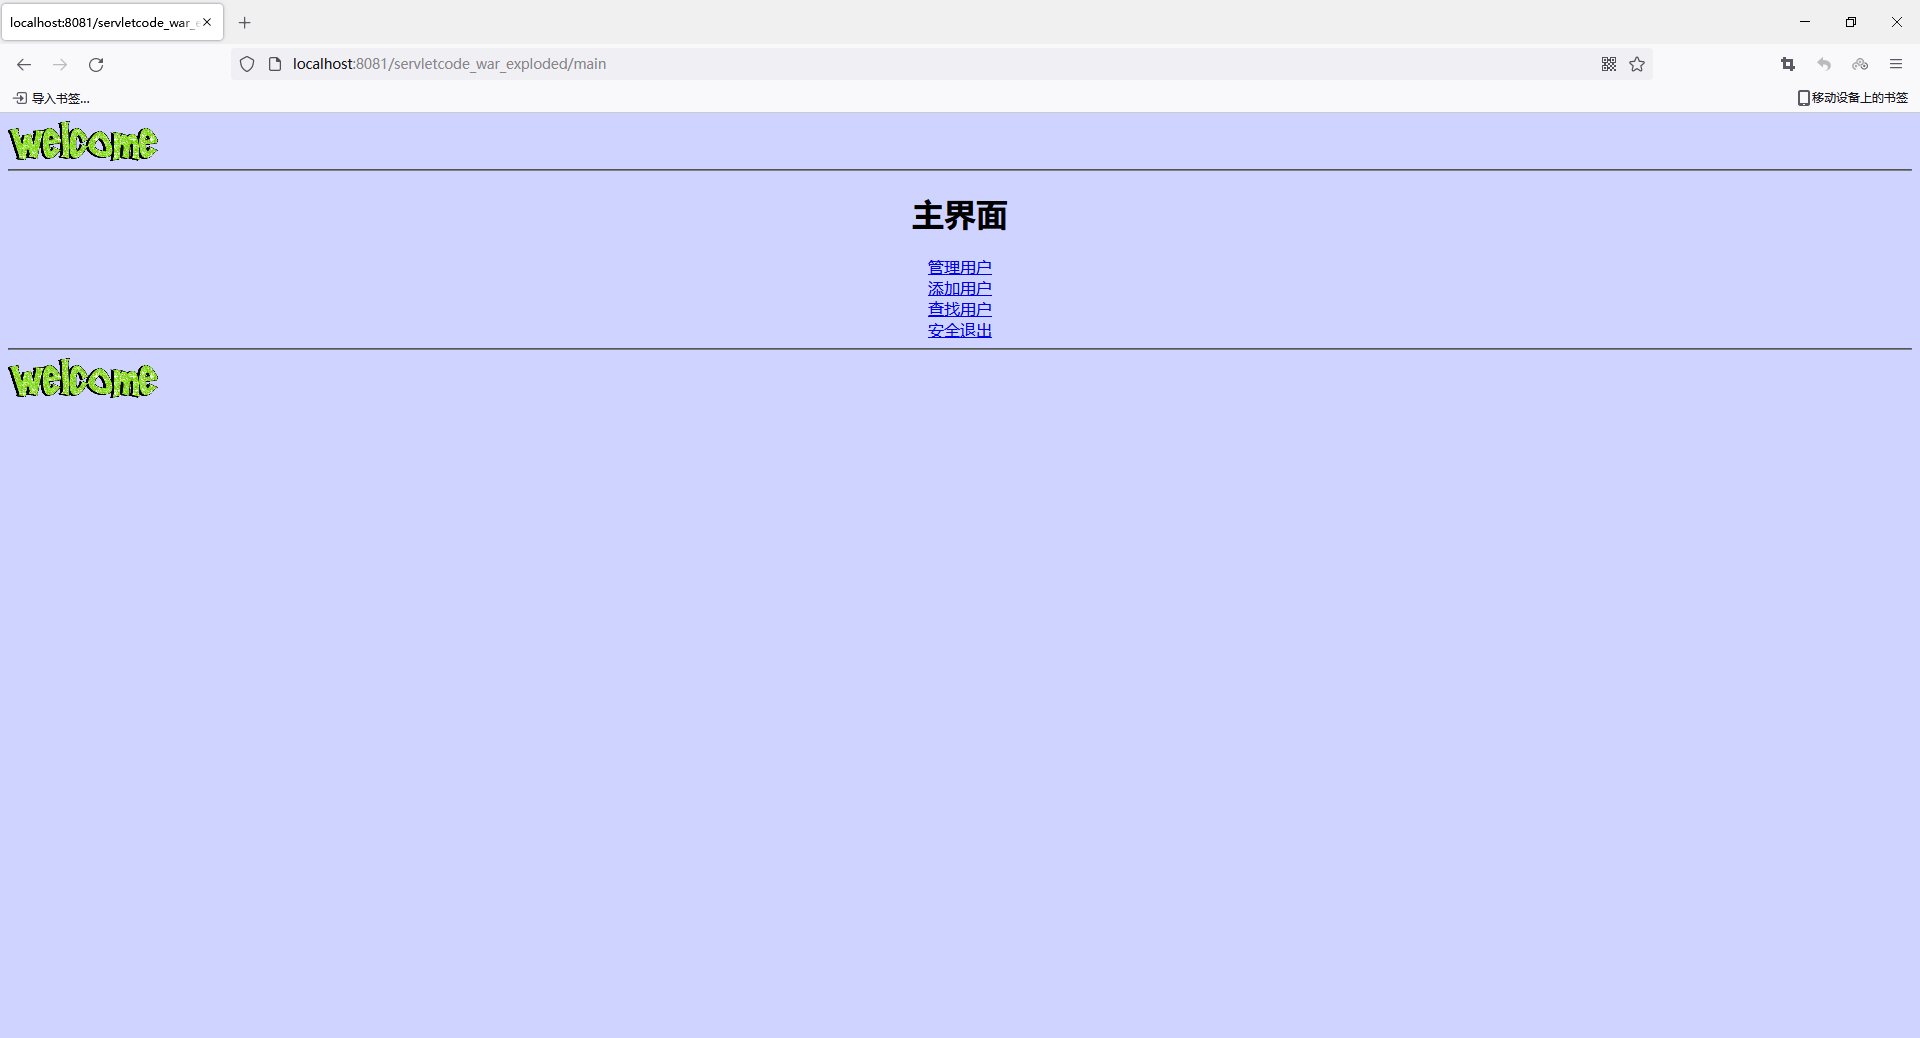 localhost:8081/servletcode_war_
localhost:8081/servletcode_war_exploded/main
导入书签...
移动设备上的书签
welcome
主界面
管理用户
添加用户
查找用户
安全退出
welcome